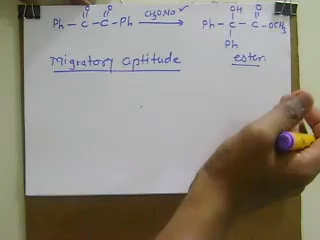 O O CH3ONa OH O
Ph - C - C - Ph → Ph - C - C - OCH3
Ph
Migratory Aptitude ester